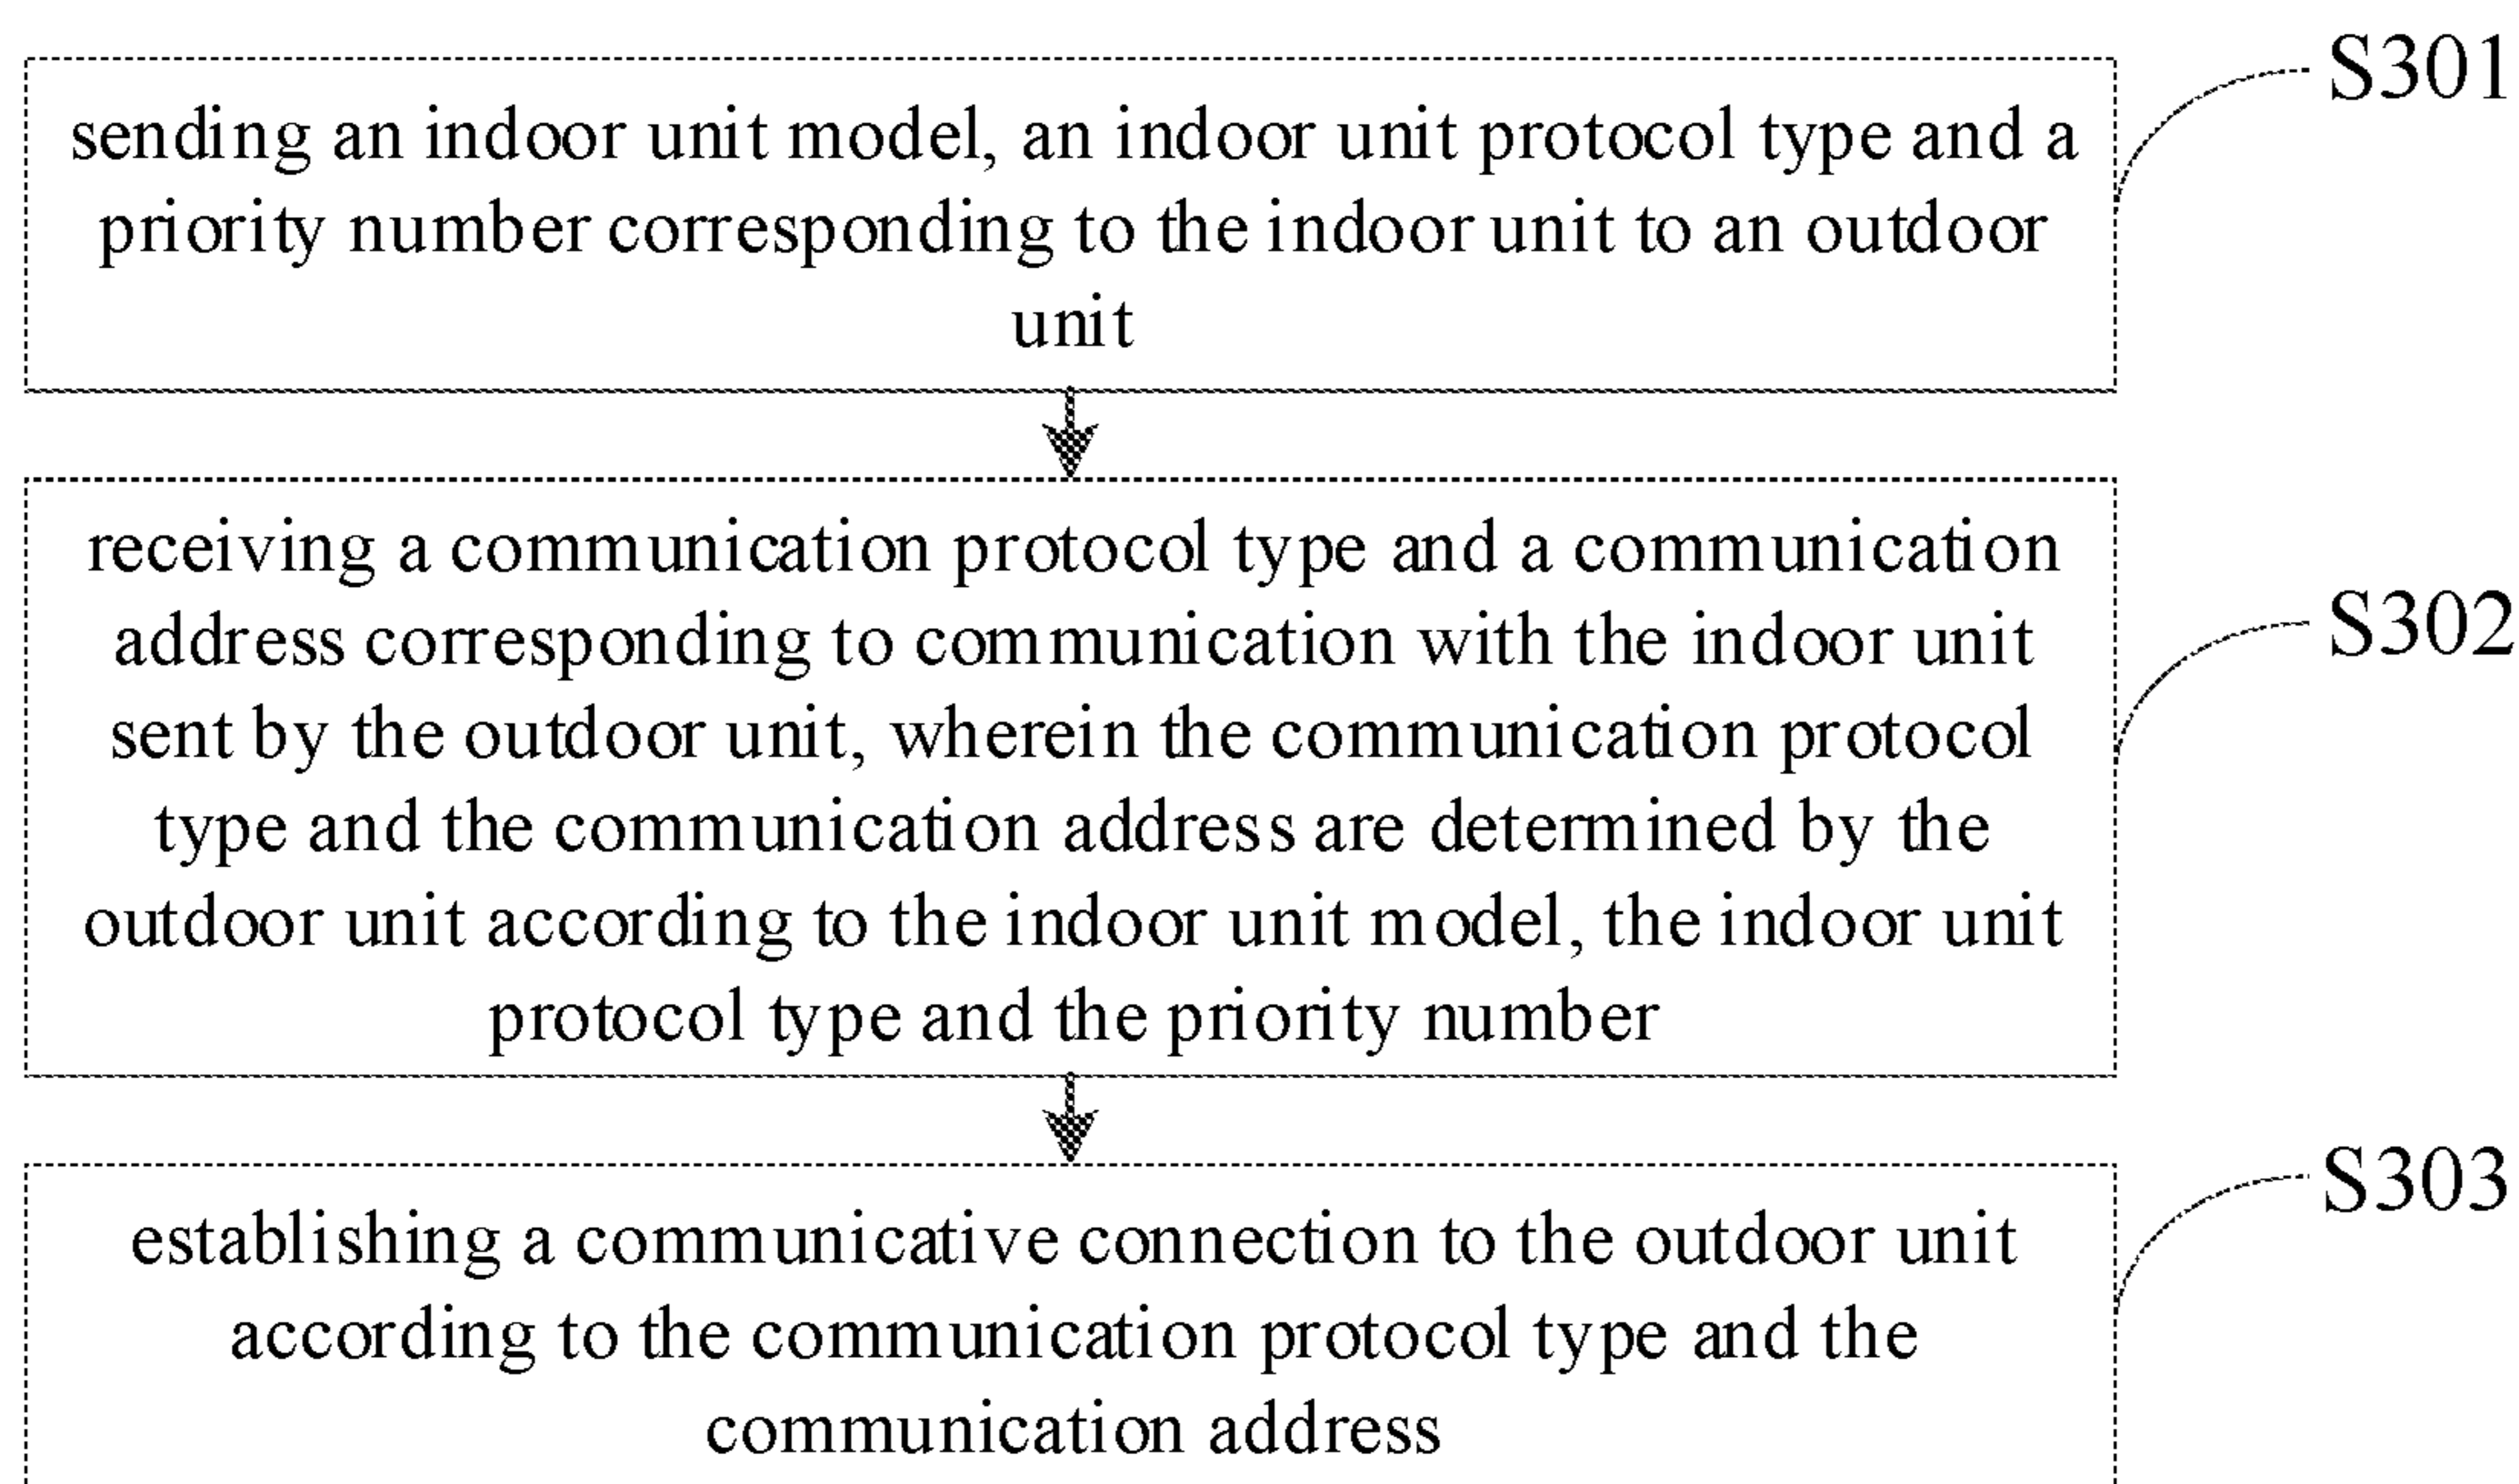 S301
sending an indoor unit model, an indoor unit protocol type and a
priority number corresponding to the indoor unit to an outdoor
unit
receiving a communication protocol type and a communication
address corresponding to communication with the indoor unit
sent by the outdoor unit, wherein the communication protocol
type and the communication address are determined by the
outdoor unit according to the indoor unit model, the indoor unit
protocol type and the priority number
S302
establishing a communicative connection to the outdoor unit
according to the communication protocol type and the
communication address
S303